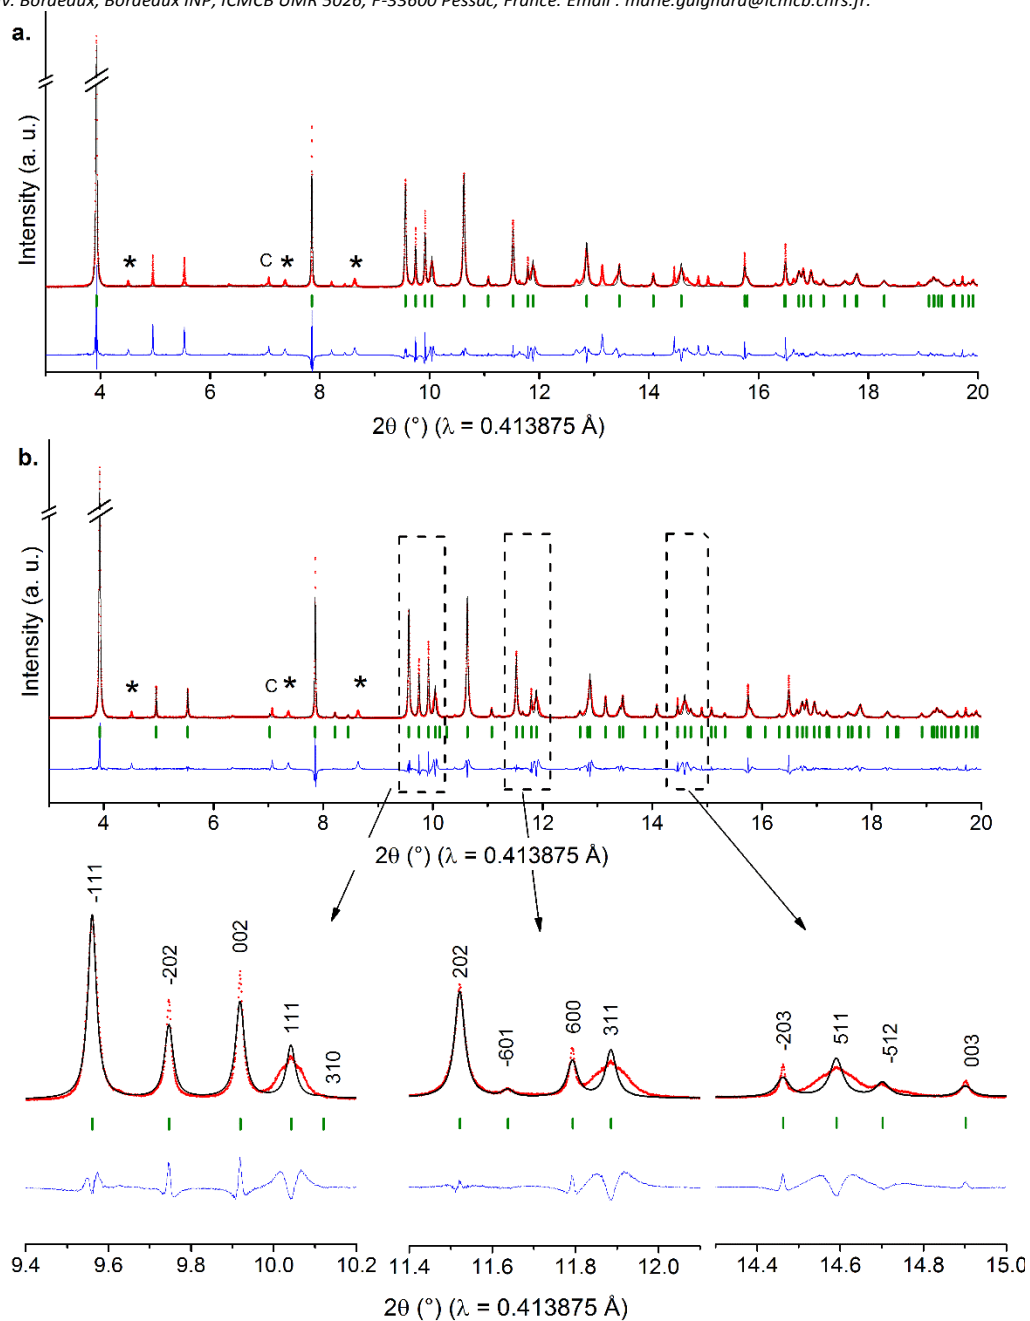 v. Bordeaux, Bordeaux INP, ICMCB UMR 5026, F-33600 Pessac, France. Email : marie.guignard@icmcb.cnrs.fr.
a.
Intensity (a. u.)
* C * *
4 6 8 10 12 14 16 18 20
2θ (°) (λ = 0.413875 Å)
b.
Intensity (a. u.)
* C * *
4 6 8 10 12 14 16 18 20
2θ (°) (λ = 0.413875 Å)
-111 -202 002 111 310
202 -601 600 311
-203 511 -512 003
9.4 9.6 9.8 10.0 10.2 11.4 11.6 11.8 12.0 14.4 14.6 14.8 15.0
2θ (°) (λ = 0.413875 Å)